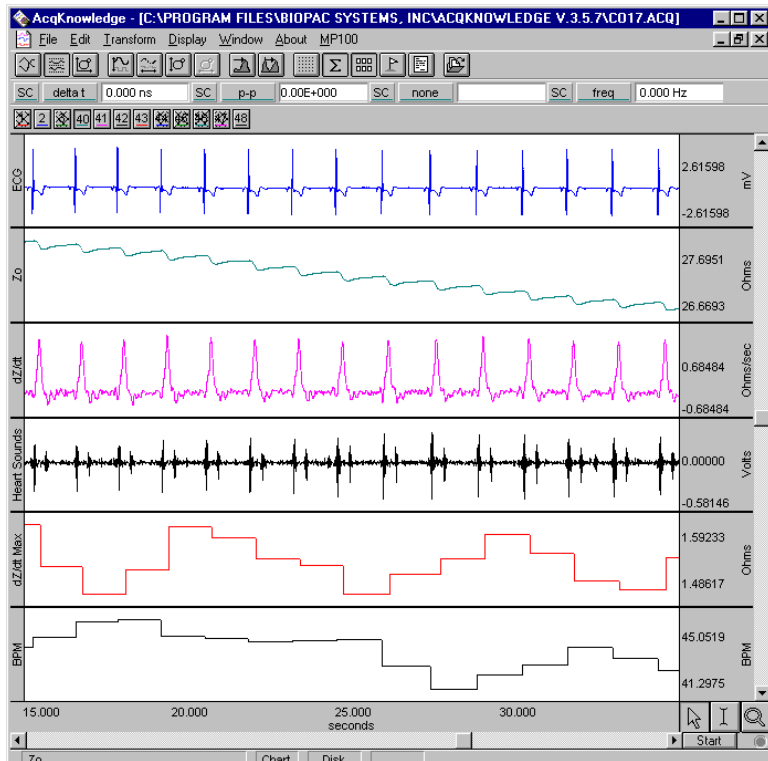 AcqKnowledge - [C:\PROGRAM FILES\BIOPAC SYSTEMS, INC\ACQKNOWLEDGE V.3.5.7\CO17.ACQ]
File Edit Transform Display Window About MP100
SC delta t 0.000 ns SC p-p 0.00E+000 SC none SC freq 0.000 Hz
2 40 41 42 43 48
ECG 2.61598 -2.61598 mV
Zo 27.6951 26.6693 Ohms
dZ/dt 0.68484 -0.68484 Ohms/sec
Heart Sounds 0.00000 -0.58146 Volts
dZ/dt Max 1.59233 1.48617 Ohms
BPM 45.0519 41.2975 BPM
15.000 20.000 25.000 30.000
seconds
Start
Zo Chart Disk